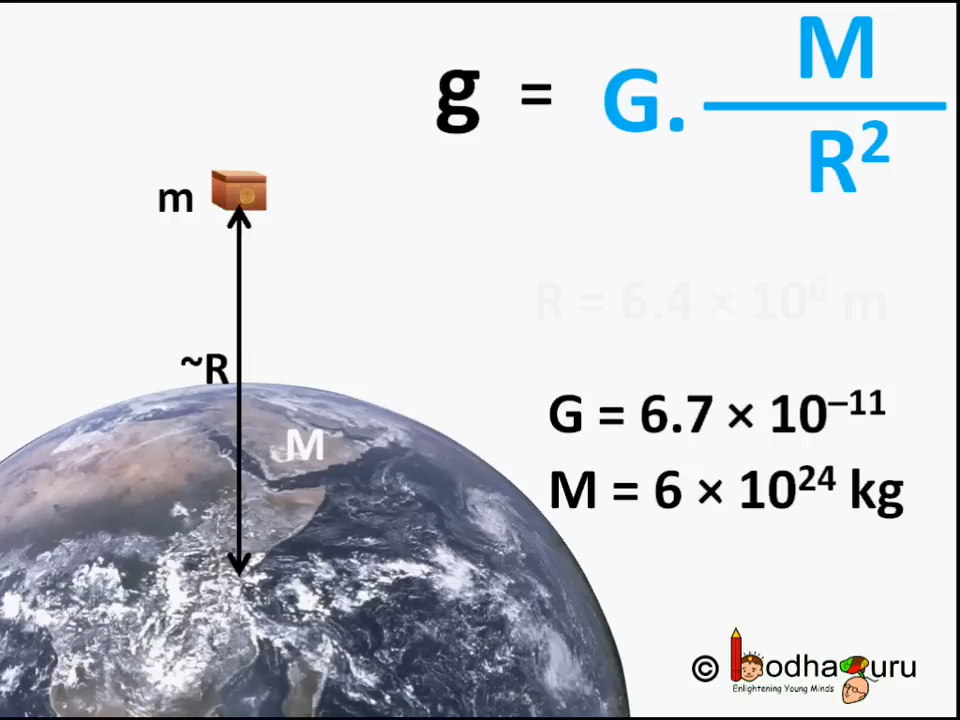 g = G. M
R²
m
R = 6.4 × 10⁶ m
~R
G = 6.7 × 10⁻¹¹
M
M = 6 × 10²⁴ kg
© bodhaguru
Enlightening Young Minds